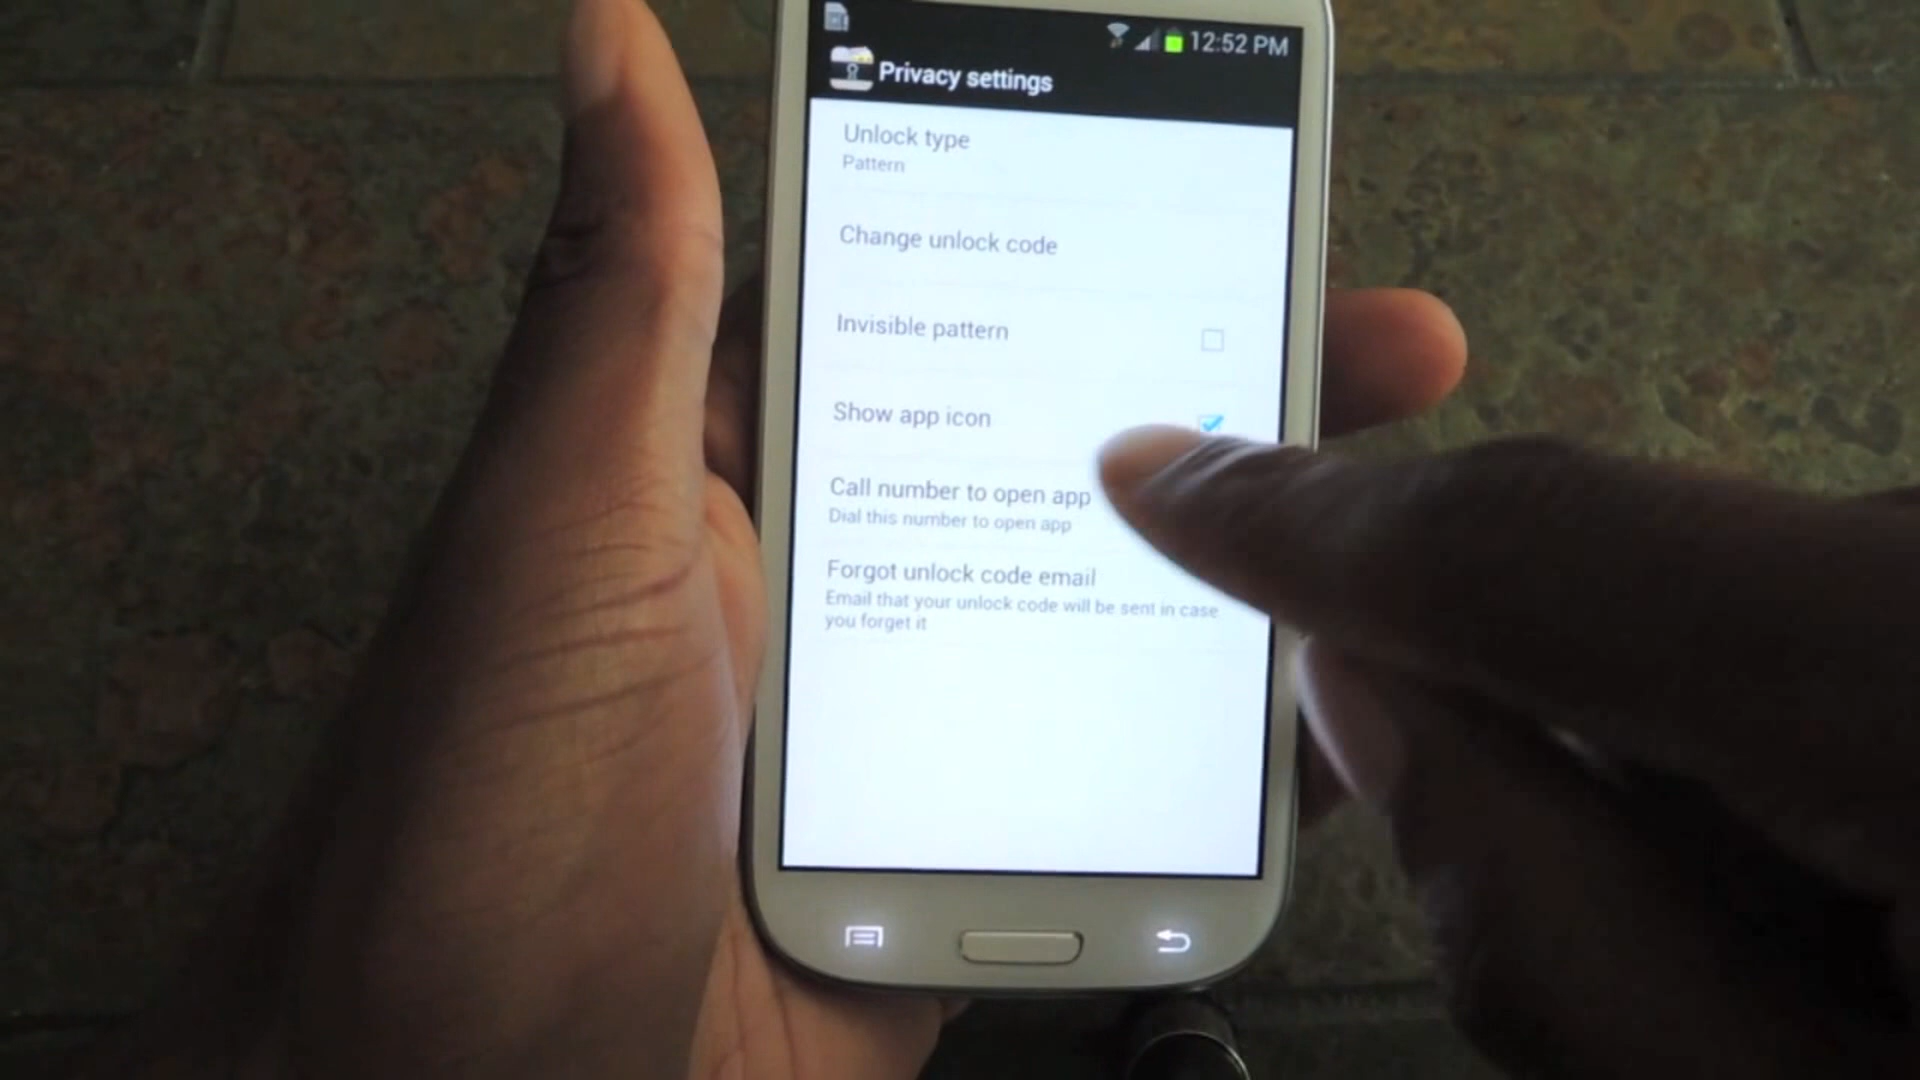 12:52 PM
Privacy settings
Unlock type
Pattern
Change unlock code
Invisible pattern
Show app icon
Call number to open app
Dial this number to open app
Forgot unlock code email
Email that your unlock code will be sent in case
you forget it